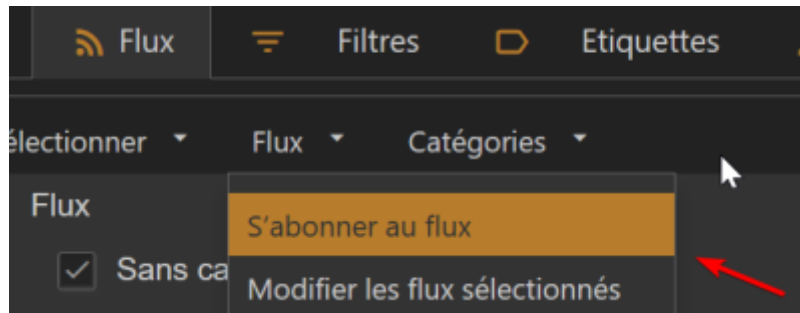 Flux Filtres Etiquettes
électionner Flux Catégories
Flux
S'abonner au flux
Sans ca
Modifier les flux sélectionnés